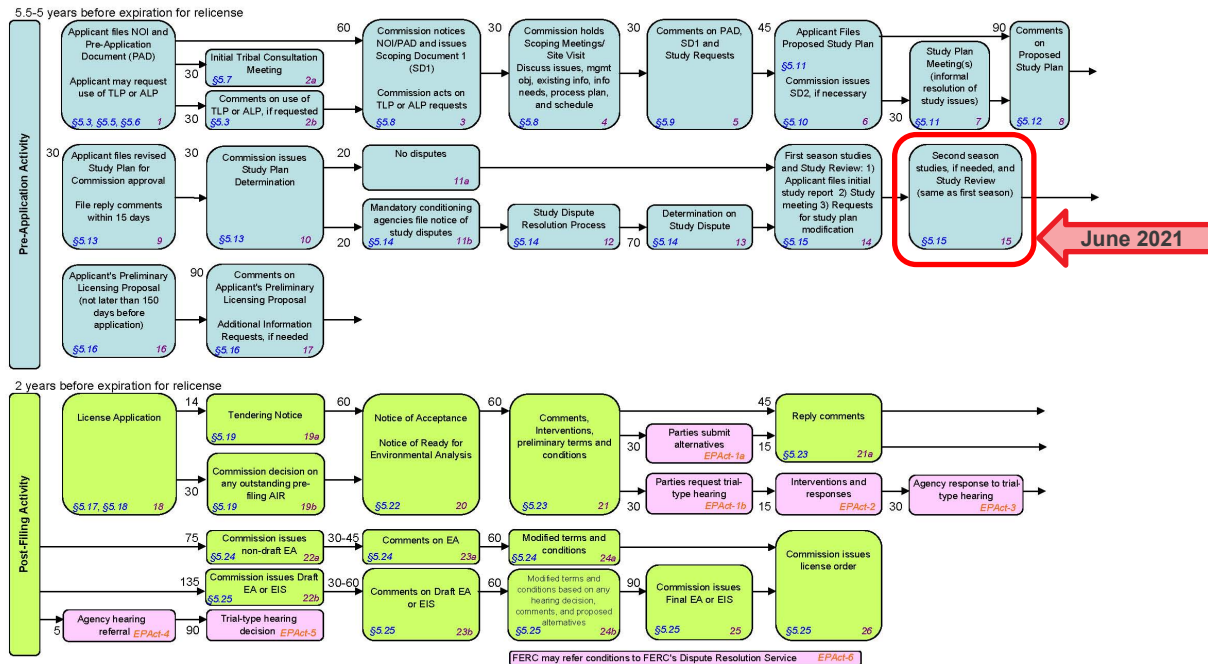 5.5-5 years before expiration for relicense
Pre-Application Activity
Applicant files NOI and
Pre-Application
Document (PAD)
Applicant may request
use of TLP or ALP
§5.3, §5.5, §5.6 1
30
Initial Tribal Consultation
Meeting
§5.7 2a
30
Comments on use of
TLP or ALP, if requested
§5.3 2b
60
Commission notices
NOI/PAD and issues
Scoping Document 1
(SD1)
Commission acts on
TLP or ALP requests
§5.8 3
30
Commission holds
Scoping Meetings/
Site Visit
Discuss issues, mgmt
obj, existing info, info
needs, process plan,
and schedule
§5.8 4
30
Comments on PAD,
SD1 and
Study Requests
§5.9 5
45
Applicant Files
Proposed Study Plan
§5.11
Commission issues
SD2, if necessary
§5.10 6
90
30
Study Plan
Meeting(s)
(informal
resolution of
study issues)
§5.11 7
Comments
on
Proposed
Study Plan
§5.12 8
30
Applicant files revised
Study Plan for
Commission approval
File reply comments
within 15 days
§5.13 9
30
Commission issues
Study Plan
Determination
§5.13 10
20
No disputes
11a
20
Mandatory conditioning
agencies file notice of
study disputes
§5.14 11b
Study Dispute
Resolution Process
§5.14 12
70
Determination on
Study Dispute
§5.14 13
First season studies
and Study Review: 1)
Applicant files initial
study report 2) Study
meeting 3) Requests
for study plan
modification
§5.15 14
Second season
studies, if needed, and
Study Review
(same as first season)
§5.15 15
June 2021
Applicant's Preliminary
Licensing Proposal
(not later than 150
days before
application)
§5.16 16
90
Comments on
Applicant's Preliminary
Licensing Proposal
Additional Information
Requests, if needed
§5.16 17
2 years before expiration for relicense
Post-Filing Activity
License Application
§5.17, §5.18 18
14
Tendering Notice
§5.19 19a
30
Commission decision on
any outstanding pre-
filing AIR
§5.19 19b
60
Notice of Acceptance
Notice of Ready for
Environmental Analysis
§5.22 20
60
Comments,
Interventions,
preliminary terms and
conditions
§5.23 21
45
30
Parties submit
alternatives
EPAct-1a
15
Reply comments
§5.23 21a
30
Parties request trial-
type hearing
EPAct-1b
15
Interventions and
responses
EPAct-2
30
Agency response to trial-
type hearing
EPAct-3
75
Commission issues
non-draft EA
§5.24 22a
30-45
Comments on EA
§5.24 23a
60
Modified terms and
conditions
§5.24 24a
135
Commission issues Draft
EA or EIS
§5.25 22b
30-60
Comments on Draft EA
or EIS
§5.25 23b
60
Modified terms and
conditions based on any
hearing decision,
comments, and proposed
alternatives
§5.25 24b
90
Commission issues
Final EA or EIS
§5.25 25
Commission issues
license order
§5.25 26
5
Agency hearing
referral
EPAct-4
90
Trial-type hearing
decision
EPAct-5
FERC may refer conditions to FERC's Dispute Resolution Service EPAct-6